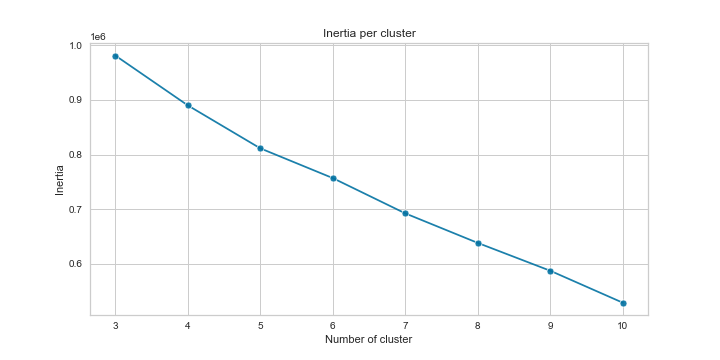 Inertia per cluster
1e6
1.0
0.9
0.8
0.7
0.6
Inertia
3 4 5 6 7 8 9 10
Number of cluster